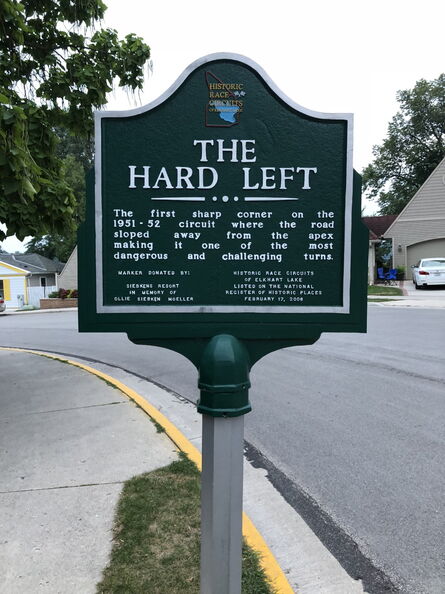 HISTORIC
RACE
CIRCUITS
THE
HARD LEFT
The first sharp corner on the
1951-52 circuit where the road
sloped away from the apex
making it one of the most
dangerous and challenging turns.
MARKER DONATED BY:
SIEBKENS RESORT
IN MEMORY OF
OLLIE SIEBKEN MOELLER
HISTORIC RACE CIRCUITS
OF ELKHART LAKE
LISTED ON THE NATIONAL
REGISTER OF HISTORIC PLACES
FEBRUARY 17, 2006